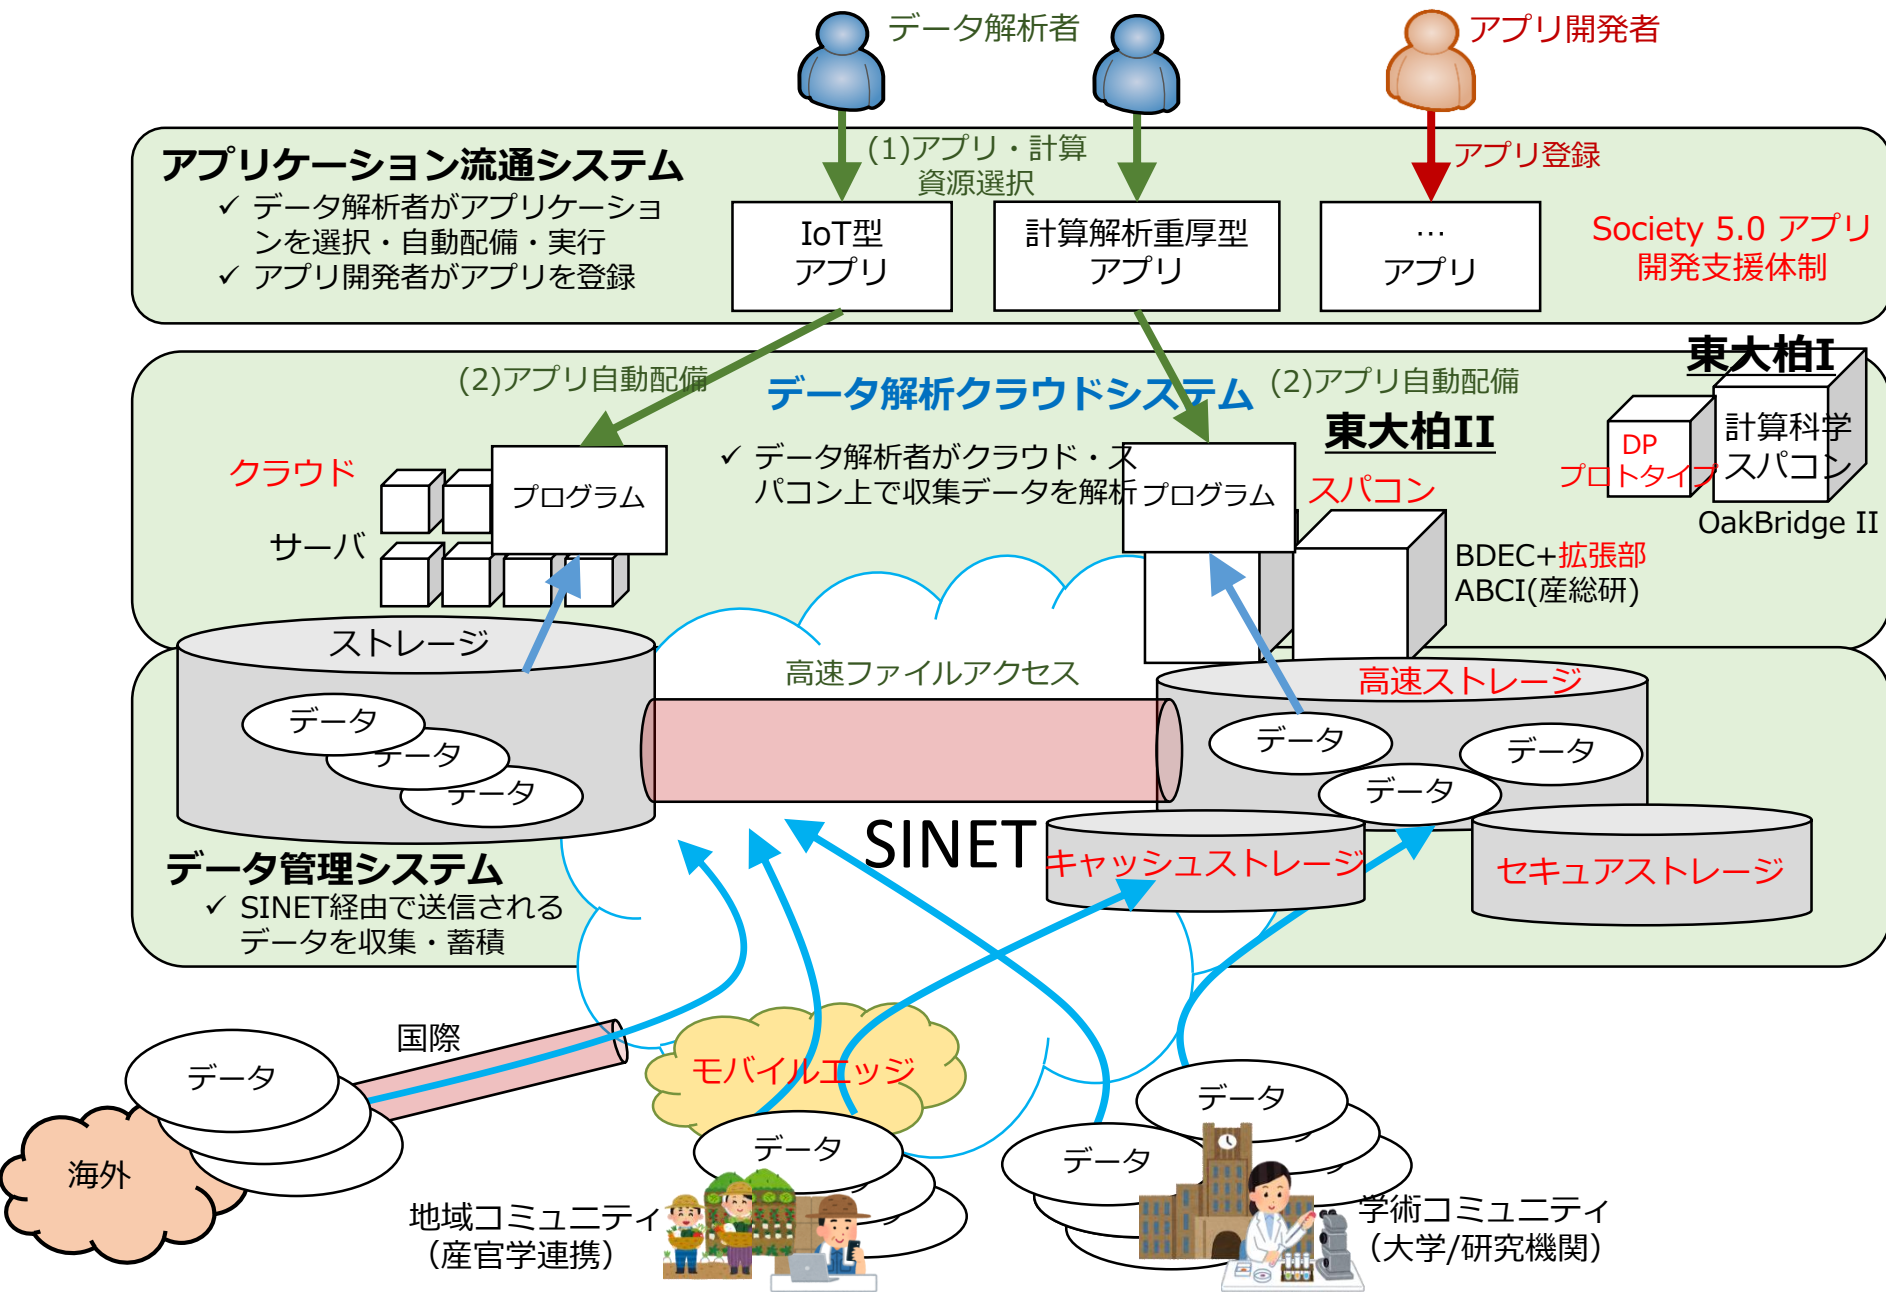 データ解析者
アプリ開発者
アプリケーション流通システム
✓ データ解析者がアプリケーショ
ンを選択・自動配備・実行
✓ アプリ開発者がアプリを登録
(1)アプリ・計算
資源選択
アプリ登録
IoT型
アプリ
計算解析重厚型
アプリ
…
アプリ
Society 5.0 アプリ
開発支援体制
(2)アプリ自動配備
データ解析クラウドシステム
(2)アプリ自動配備
✓ データ解析者がクラウド・ス
パコン上で収集データを解析
東大柏I
東大柏II
クラウド
サーバ
プログラム
プログラム
スパコン
DP
プロトタイプ
計算科学
スパコン
OakBridge II
BDEC+拡張部
ABCI(産総研)
ストレージ
データ
データ
データ
高速ファイルアクセス
高速ストレージ
データ
データ
データ
SINET
キャッシュストレージ
セキュアストレージ
データ管理システム
✓ SINET経由で送信される
データを収集・蓄積
国際
データ
海外
モバイルエッジ
データ
地域コミュニティ
（産官学連携）
データ
データ
学術コミュニティ
（大学/研究機関）